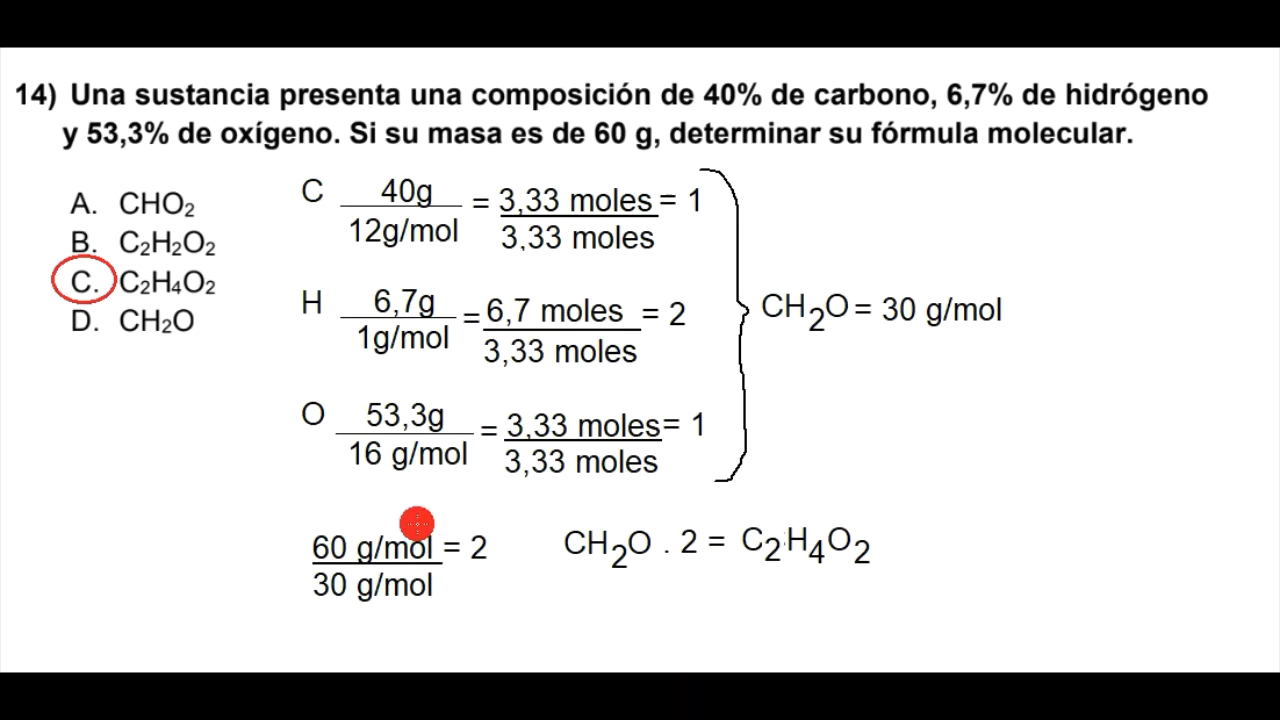 14) Una sustancia presenta una composición de 40% de carbono, 6,7% de hidrógeno
y 53,3% de oxígeno. Si su masa es de 60 g, determinar su fórmula molecular.
A. CHO₂
B. C₂H₂O₂
C. C₂H₄O₂
D. CH₂O
C 40g / 12g/mol = 3,33 moles / 3,33 moles = 1
H 6,7g / 1g/mol = 6,7 moles / 3,33 moles = 2
O 53,3g / 16 g/mol = 3,33 moles / 3,33 moles = 1
CH₂O = 30 g/mol
60 g/mol / 30 g/mol = 2
CH₂O . 2 = C₂H₄O₂